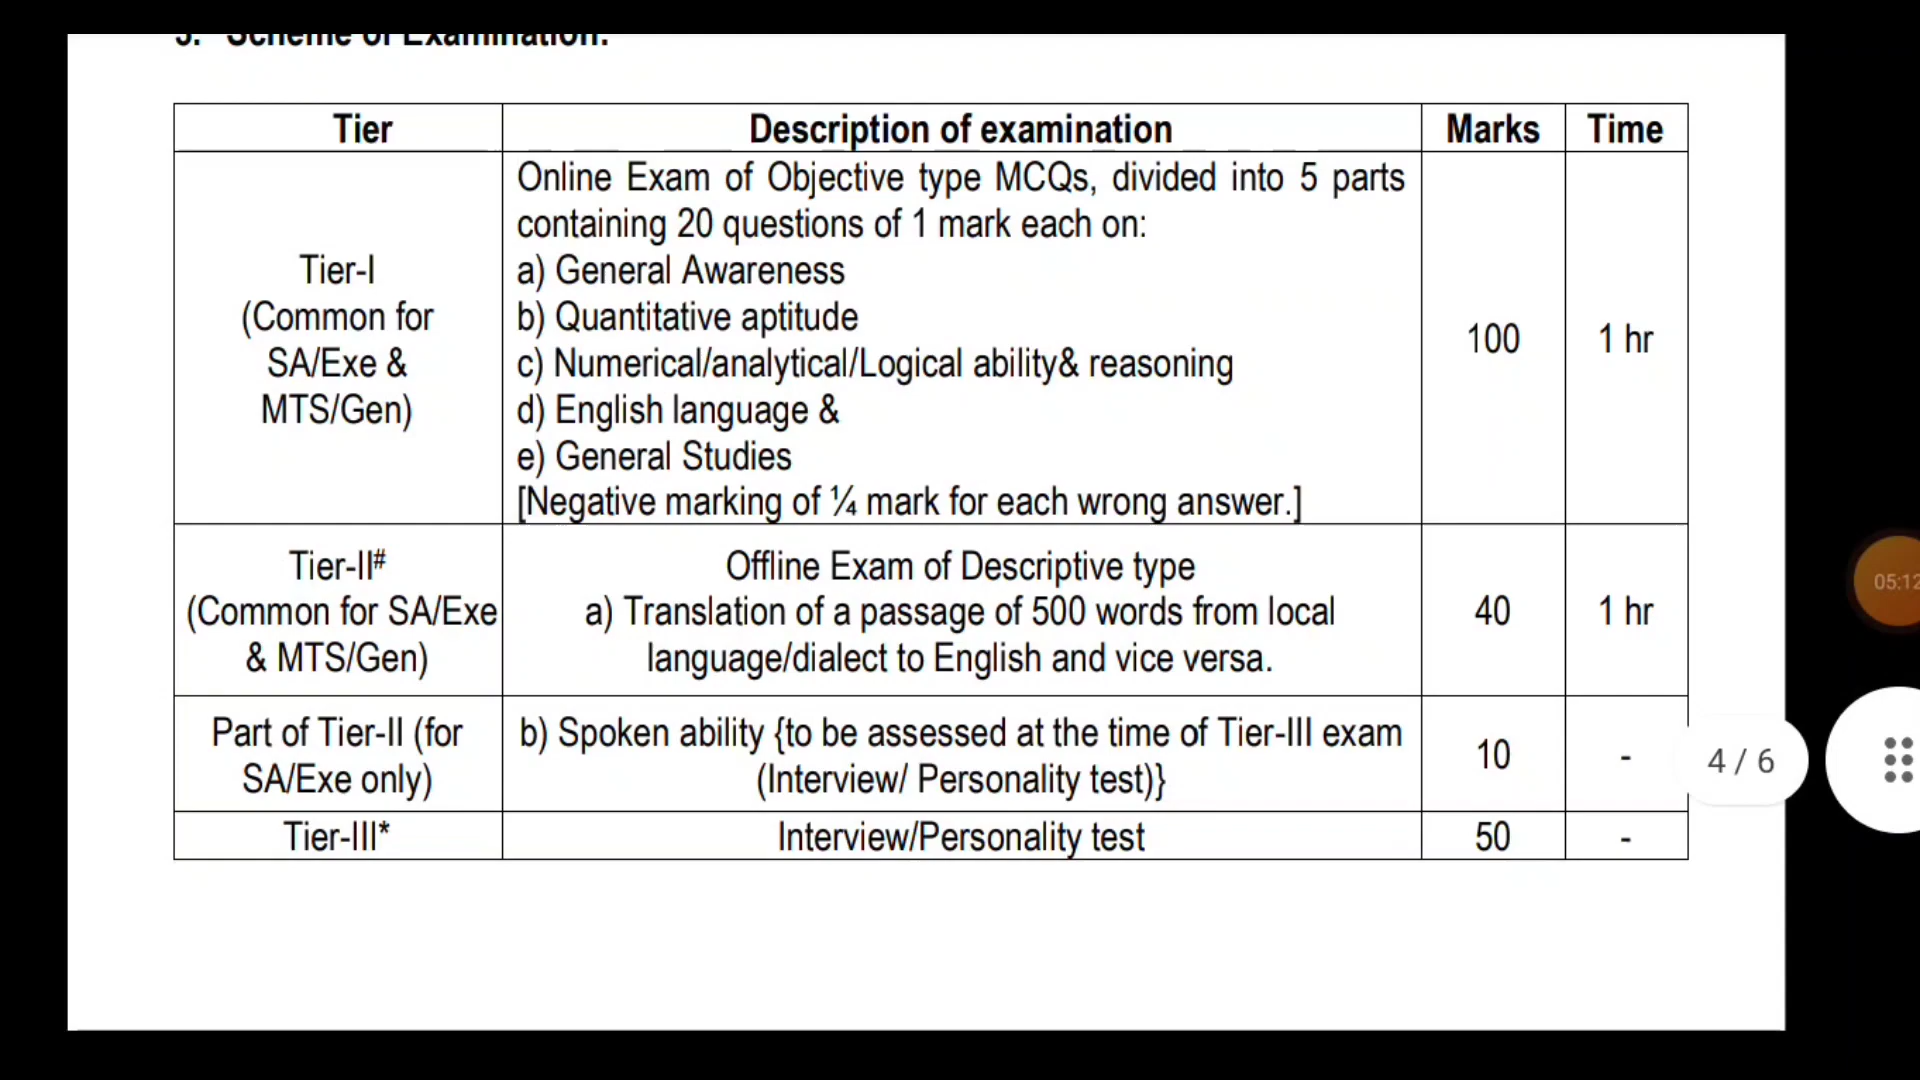 5. Scheme of Examination:
Tier
Description of examination
Marks
Time
Tier-I
(Common for
SA/Exe &
MTS/Gen)
Online Exam of Objective type MCQs, divided into 5 parts
containing 20 questions of 1 mark each on:
a) General Awareness
b) Quantitative aptitude
c) Numerical/analytical/Logical ability& reasoning
d) English language &
e) General Studies
[Negative marking of ¼ mark for each wrong answer.]
100
1 hr
Tier-II#
(Common for SA/Exe
& MTS/Gen)
Offline Exam of Descriptive type
a) Translation of a passage of 500 words from local
language/dialect to English and vice versa.
40
1 hr
Part of Tier-II (for
SA/Exe only)
b) Spoken ability {to be assessed at the time of Tier-III exam
(Interview/ Personality test)}
10
-
Tier-III*
Interview/Personality test
50
-
05:12
4 / 6